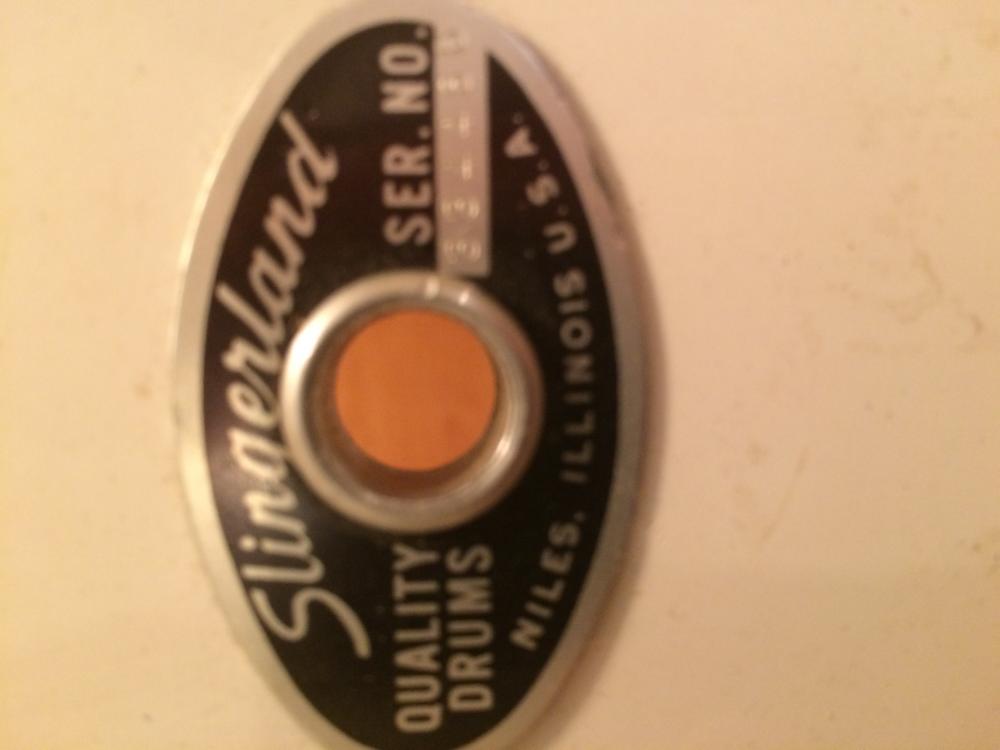 Slingerland
QUALITY DRUMS
SER. NO.
NILES, ILLINOIS U.S.A.